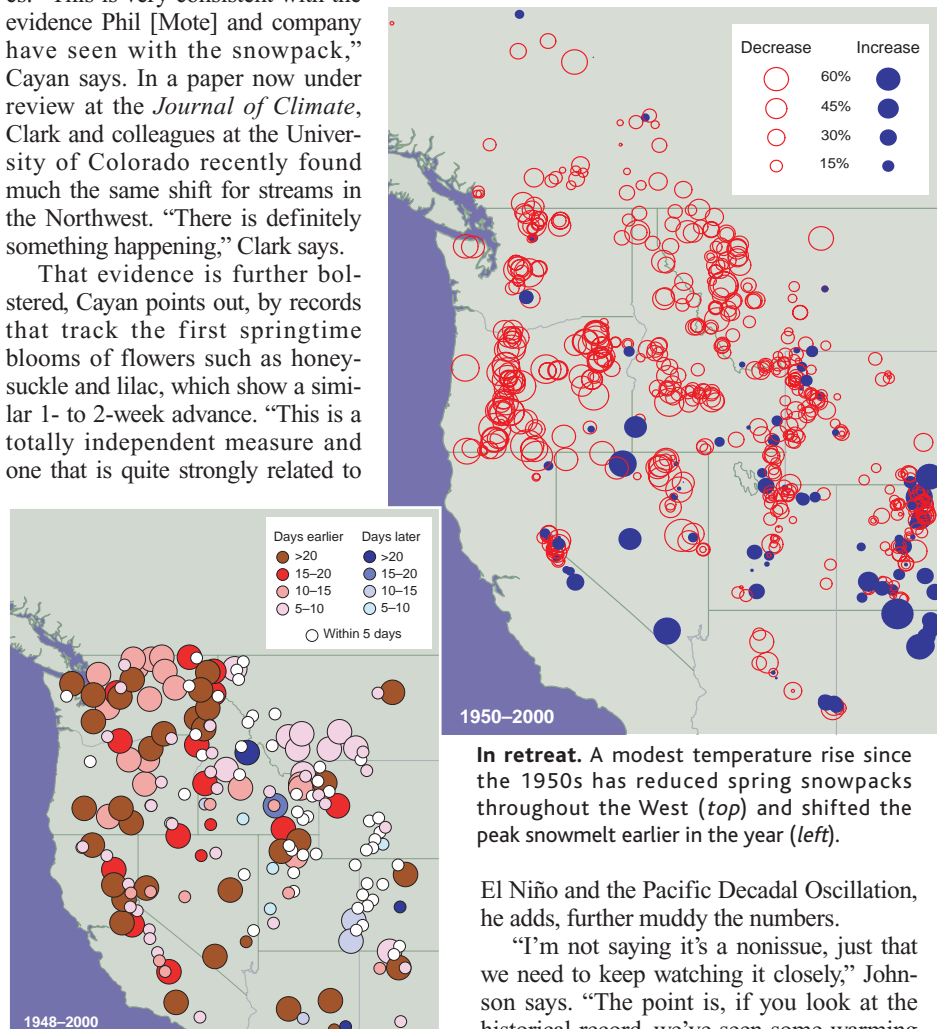 es. “This is very consistent with the
evidence Phil [Mote] and company
have seen with the snowpack,”
Cayan says. In a paper now under
review at the Journal of Climate,
Clark and colleagues at the Univer-
sity of Colorado recently found
much the same shift for streams in
the Northwest. “There is definitely
something happening,” Clark says.
That evidence is further bol-
stered, Cayan points out, by records
that track the first springtime
blooms of flowers such as honey-
suckle and lilac, which show a simi-
lar 1- to 2-week advance. “This is a
totally independent measure and
one that is quite strongly related to
Decrease Increase
60%
45%
30%
15%
1950–2000
Days earlier Days later
>20 >20
15–20 15–20
10–15 10–15
5–10 5–10
Within 5 days
1948–2000
In retreat. A modest temperature rise since
the 1950s has reduced spring snowpacks
throughout the West (top) and shifted the
peak snowmelt earlier in the year (left).
El Niño and the Pacific Decadal Oscillation,
he adds, further muddy the numbers.
“I’m not saying it’s a nonissue, just that
we need to keep watching it closely,” John-
son says. “The point is, if you look at the
historical record, we’ve seen some warming